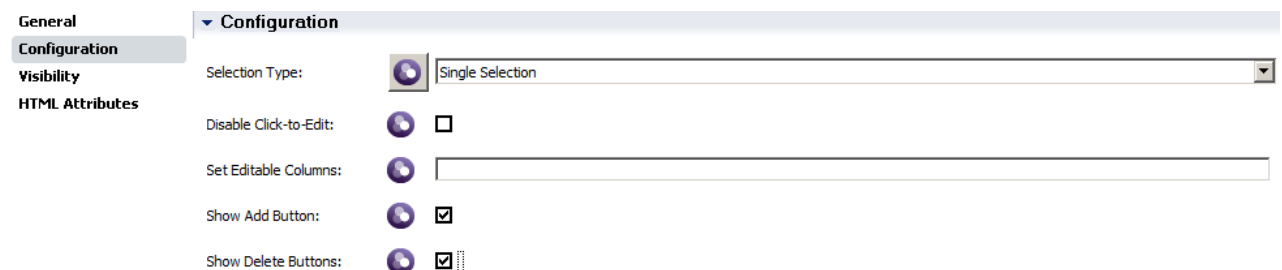 General
Configuration
Visibility
HTML Attributes
Configuration
Selection Type: Single Selection
Disable Click-to-Edit:
Set Editable Columns:
Show Add Button:
Show Delete Buttons: